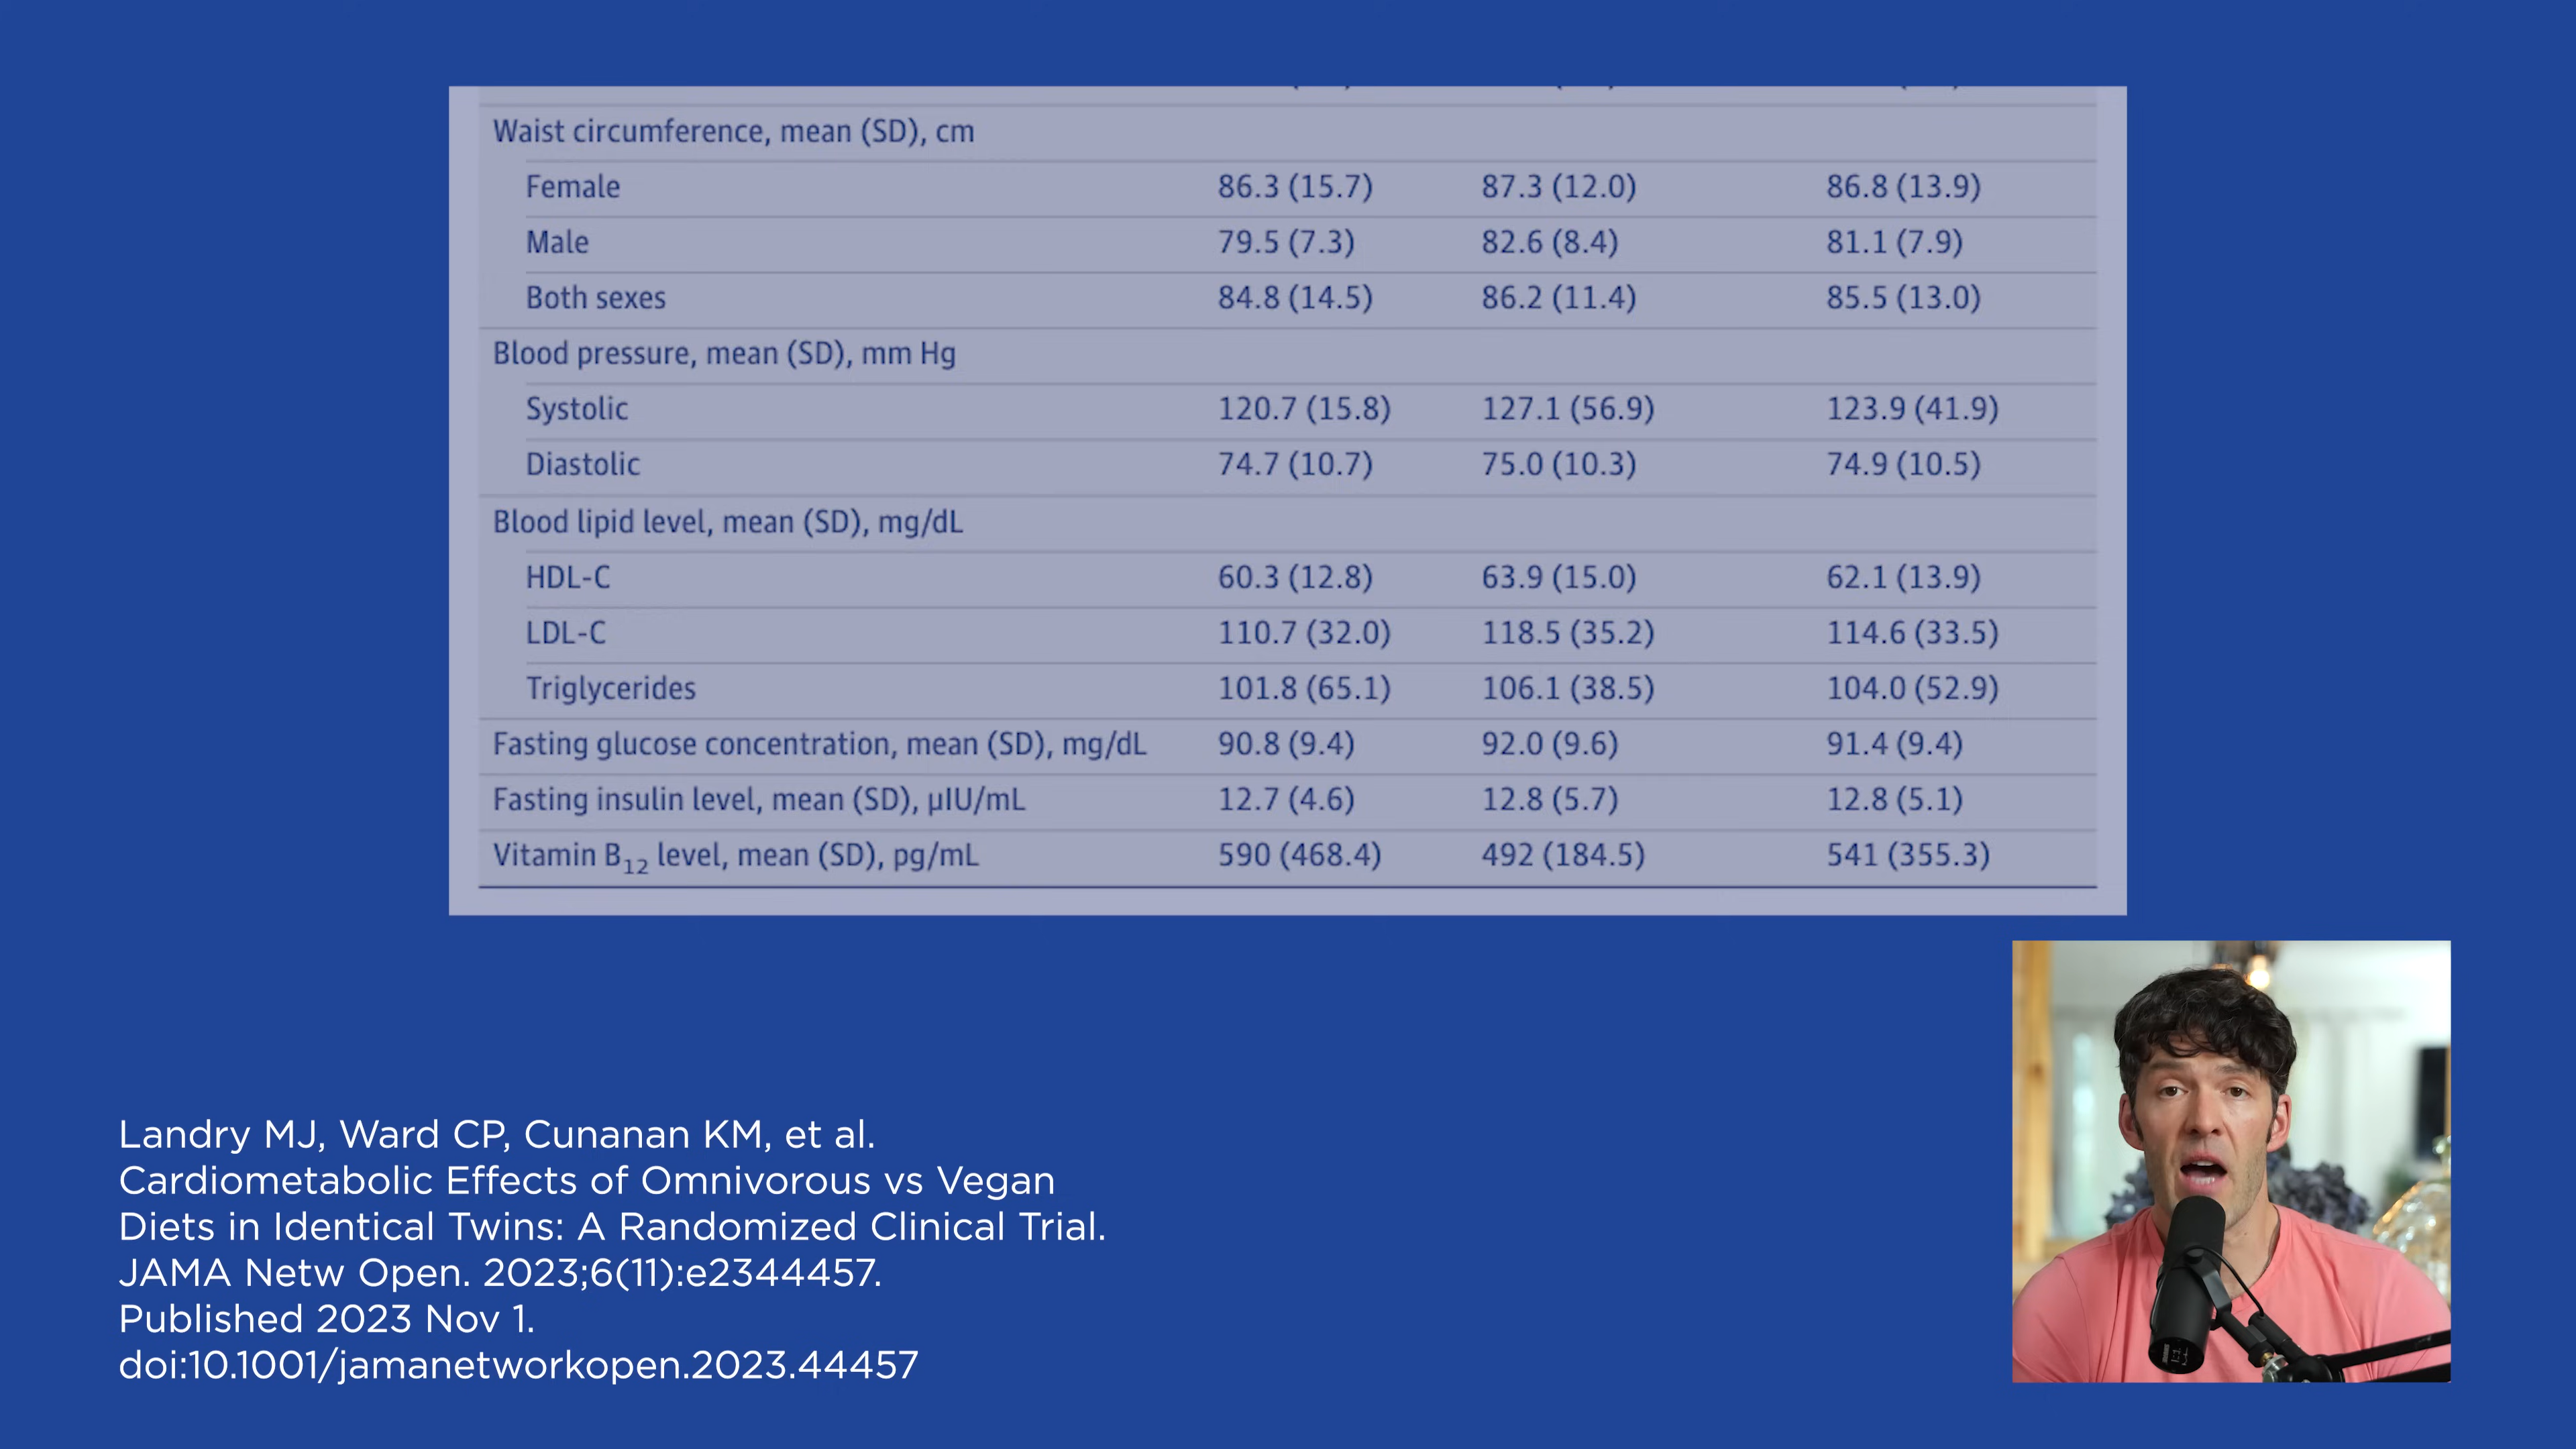 Waist circumference, mean (SD), cm
Female 86.3 (15.7) 87.3 (12.0) 86.8 (13.9)
Male 79.5 (7.3) 82.6 (8.4) 81.1 (7.9)
Both sexes 84.8 (14.5) 86.2 (11.4) 85.5 (13.0)
Blood pressure, mean (SD), mm Hg
Systolic 120.7 (15.8) 127.1 (56.9) 123.9 (41.9)
Diastolic 74.7 (10.7) 75.0 (10.3) 74.9 (10.5)
Blood lipid level, mean (SD), mg/dL
HDL-C 60.3 (12.8) 63.9 (15.0) 62.1 (13.9)
LDL-C 110.7 (32.0) 118.5 (35.2) 114.6 (33.5)
Triglycerides 101.8 (65.1) 106.1 (38.5) 104.0 (52.9)
Fasting glucose concentration, mean (SD), mg/dL 90.8 (9.4) 92.0 (9.6) 91.4 (9.4)
Fasting insulin level, mean (SD), µIU/mL 12.7 (4.6) 12.8 (5.7) 12.8 (5.1)
Vitamin B12 level, mean (SD), pg/mL 590 (468.4) 492 (184.5) 541 (355.3)
Landry MJ, Ward CP, Cunanan KM, et al.
Cardiometabolic Effects of Omnivorous vs Vegan
Diets in Identical Twins: A Randomized Clinical Trial.
JAMA Netw Open. 2023;6(11):e2344457.
Published 2023 Nov 1.
doi:10.1001/jamanetworkopen.2023.44457